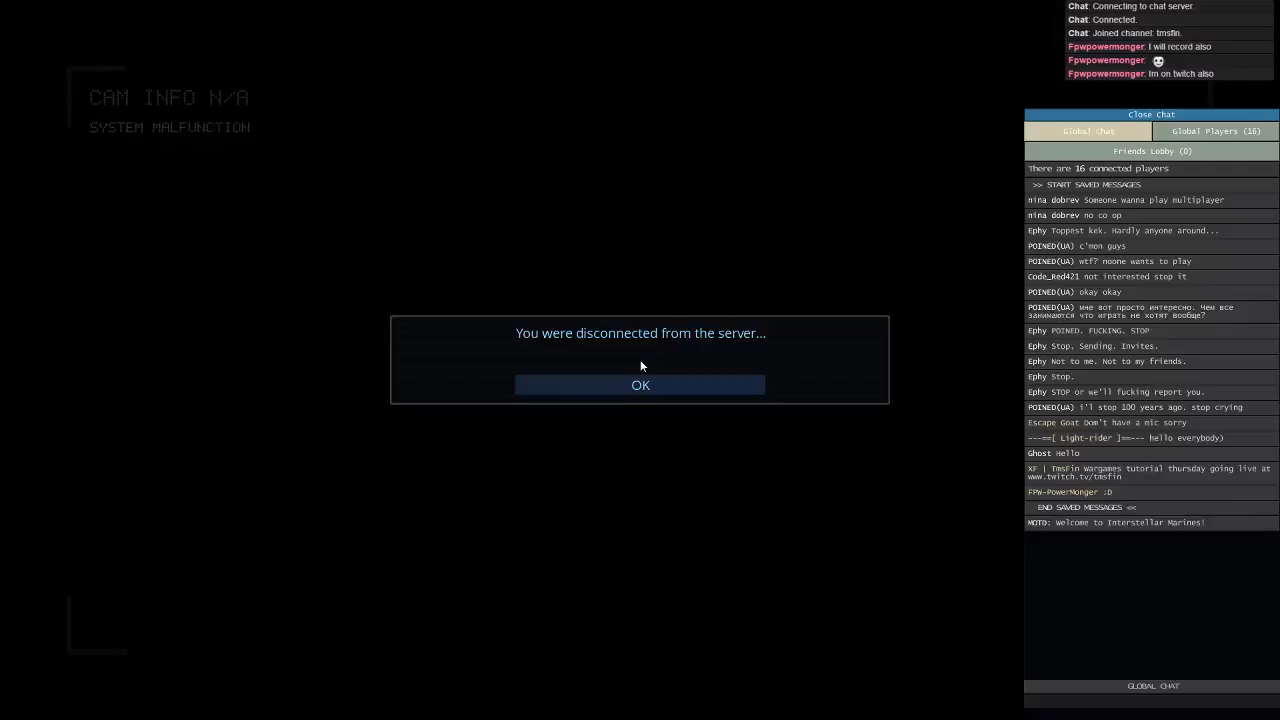 Chat: Connecting to chat server.
Chat: Connected.
Chat: Joined channel: tmsfin.
Fpwpowermonger: I will record also
Fpwpowermonger:
Fpwpowermonger: Im on twitch also
CAM INFO N/A
SYSTEM MALFUNCTION
Close Chat
Global Chat
Global Players (16)
Friends Lobby (0)
There are 16 connected players
>> START SAVED MESSAGES
nina dobrev Someone wanna play multiplayer
nina dobrev no co op
Ephy Toppest kek. Hardly anyone around...
POINED(UA) c'mon guys
POINED(UA) wtf? noone wants to play
Code_Red421 not interested stop it
POINED(UA) okay okay
POINED(UA) мне вот просто интересно. Чем все
занимаются что играть не хотят вообще?
Ephy POINED. FUCKING. STOP
Ephy Stop. Sending. Invites.
Ephy Not to me. Not to my friends.
Ephy Stop.
Ephy STOP or we'll fucking report you.
POINED(UA) i'l stop 100 years ago. stop crying
Escape Goat Don't have a mic sorry
---==[ Light-rider ]==--- hello everybody)
Ghost Hello
XF | TmsFin Wargames tutorial thursday going live at
www.twitch.tv/tmsfin
FPW-PowerMonger :D
END SAVED MESSAGES <<
MOTD: Welcome to Interstellar Marines!
You were disconnected from the server...
OK
GLOBAL CHAT